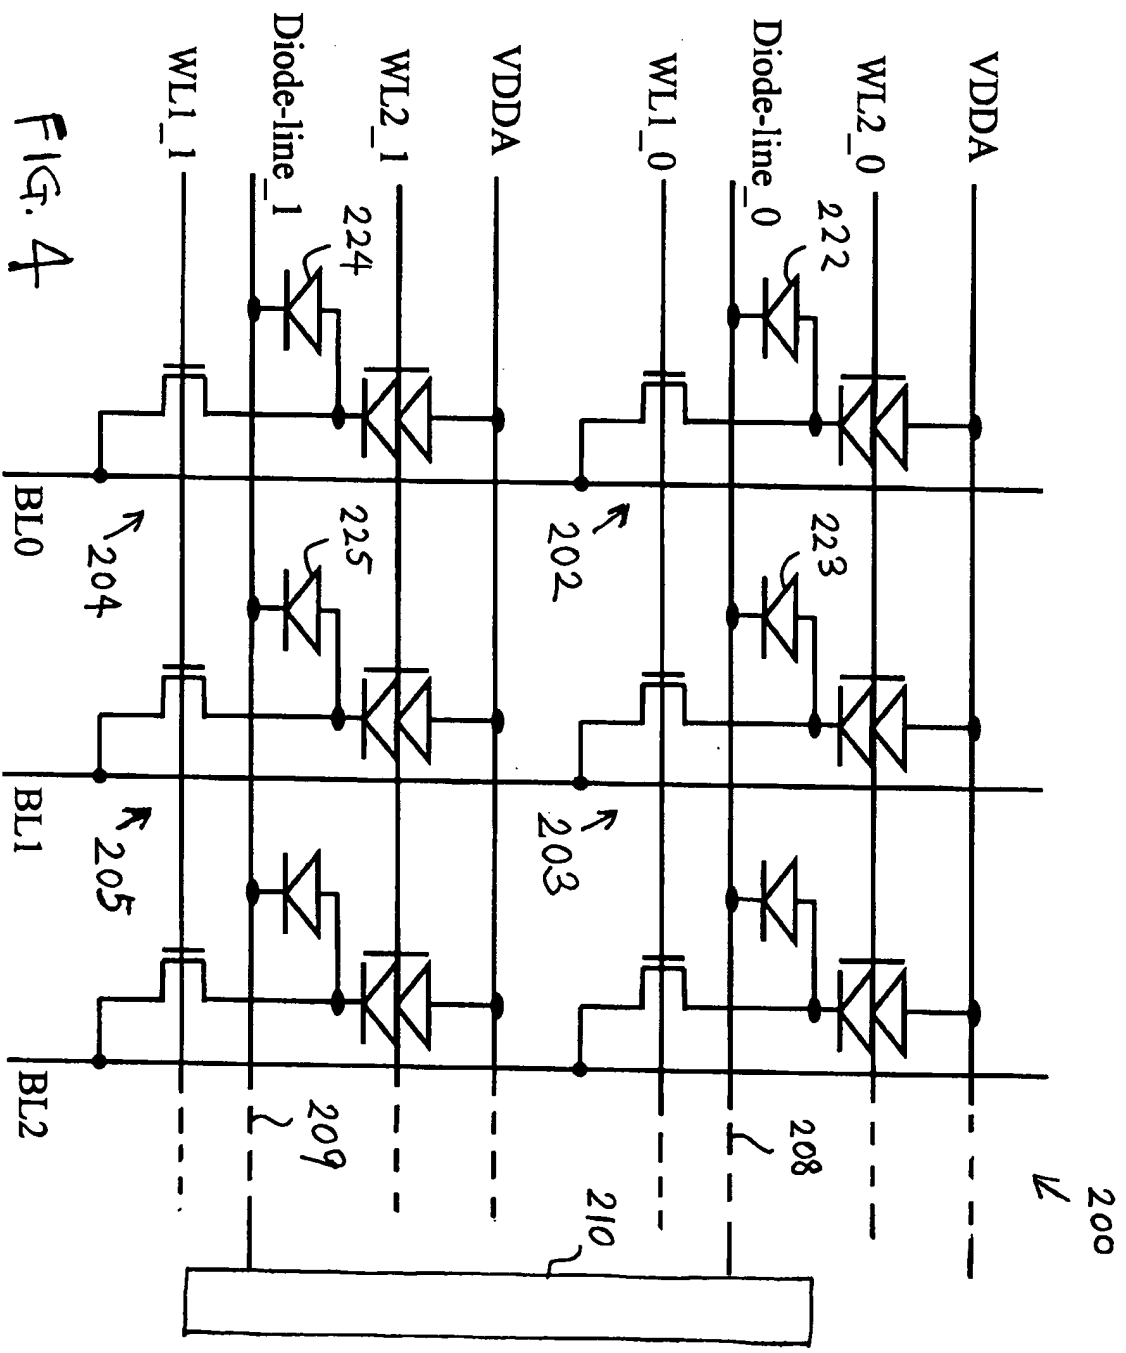 200
VDDA
WL2_0
222
223
208
Diode-line_0
WL1_0
210
202
203
VDDA
WL2_1
224
225
209
Diode-line_1
WL1_1
204
205
BL0
BL1
BL2
FIG. 4